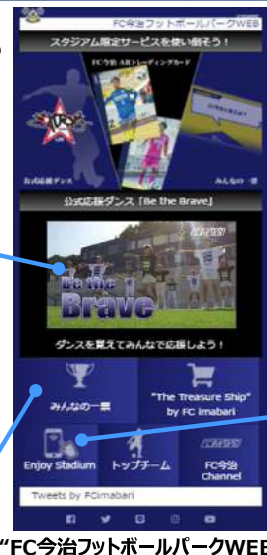 FC今治フットボールパークWEB
スタジアム限定サービスを使い倒そう！
FC今治 ARトレーディングカード
公式応援ダンス
みんなの一票
公式応援ダンス「Be the Brave」
Be the
Brave
ダンスを覚えてみんなで応援しよう！
みんなの一票
"The Treasure Ship"
by FC Imabari
Enjoy Stadium
トップチーム
FC今治
Channel
Tweets by FCimabari
"FC今治フットボールパークWEB